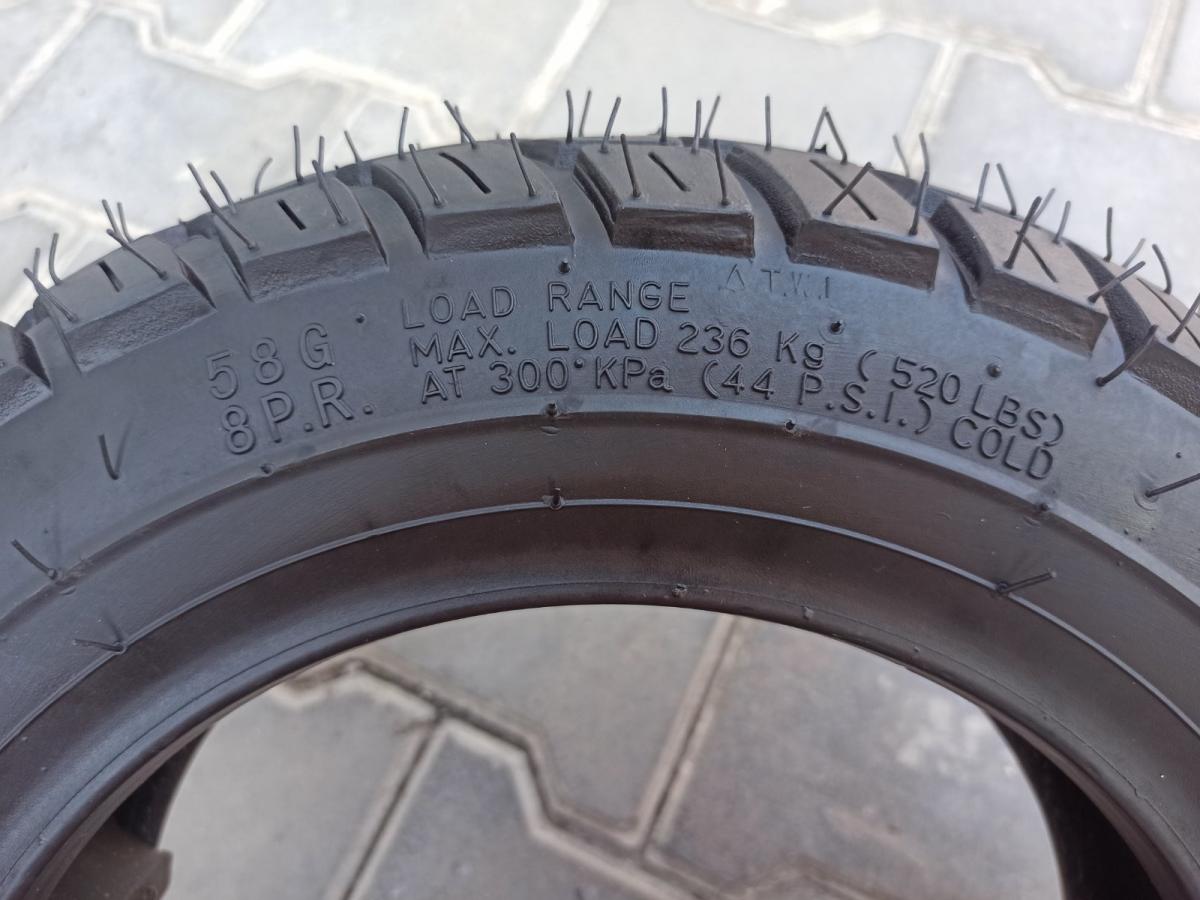 △ T.W.I
58G
8P.R.
LOAD RANGE
MAX. LOAD 236 Kg (520 LBS)
AT 300 KPa (44 P.S.I.) COLD